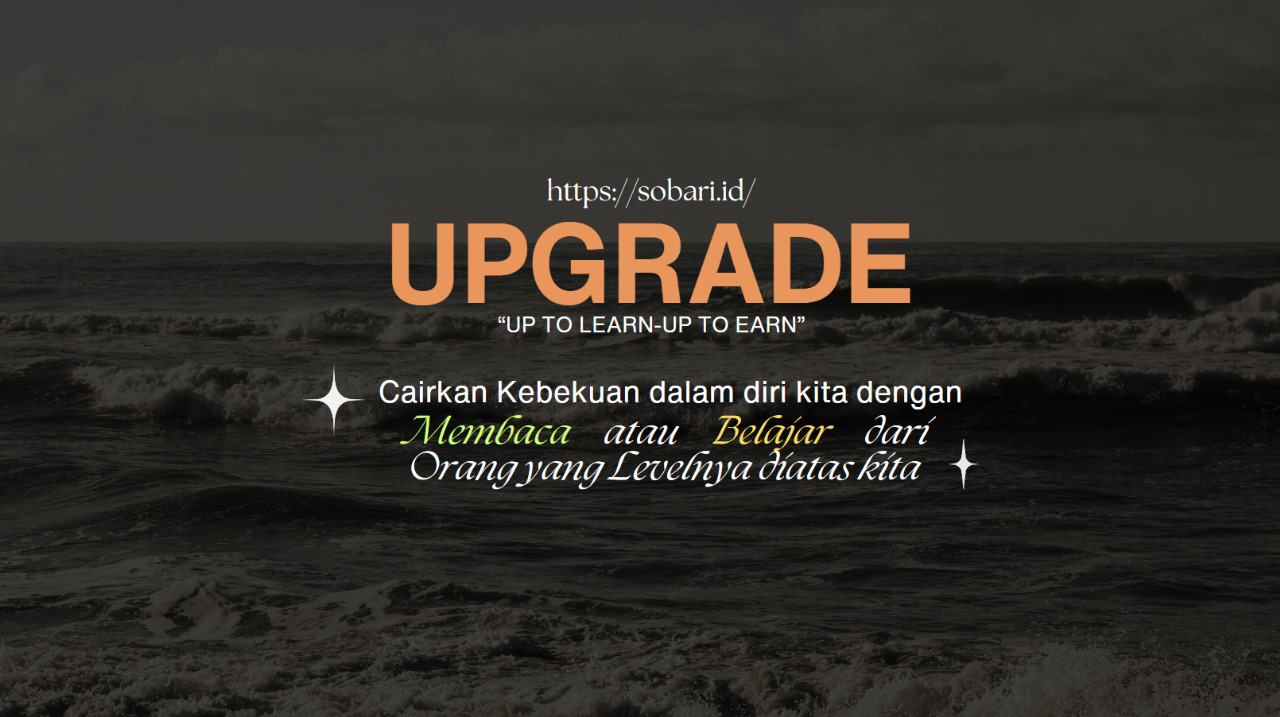 https://sobari.id/
UPGRADE
“UP TO LEARN-UP TO EARN”
Cairkan Kebekuan dalam diri kita dengan
Membaca atau Belajar dari
Orang yang Levelnya diatas kita